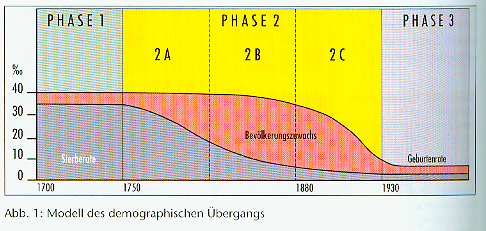 PHASE 1 PHASE 2 PHASE 3
2A 2B 2C
‰
40
30
20
10
0
Bevölkerungszuwachs
Sterberate
Geburtenrate
1700 1750 1880 1930
Abb. 1: Modell des demographischen Übergangs